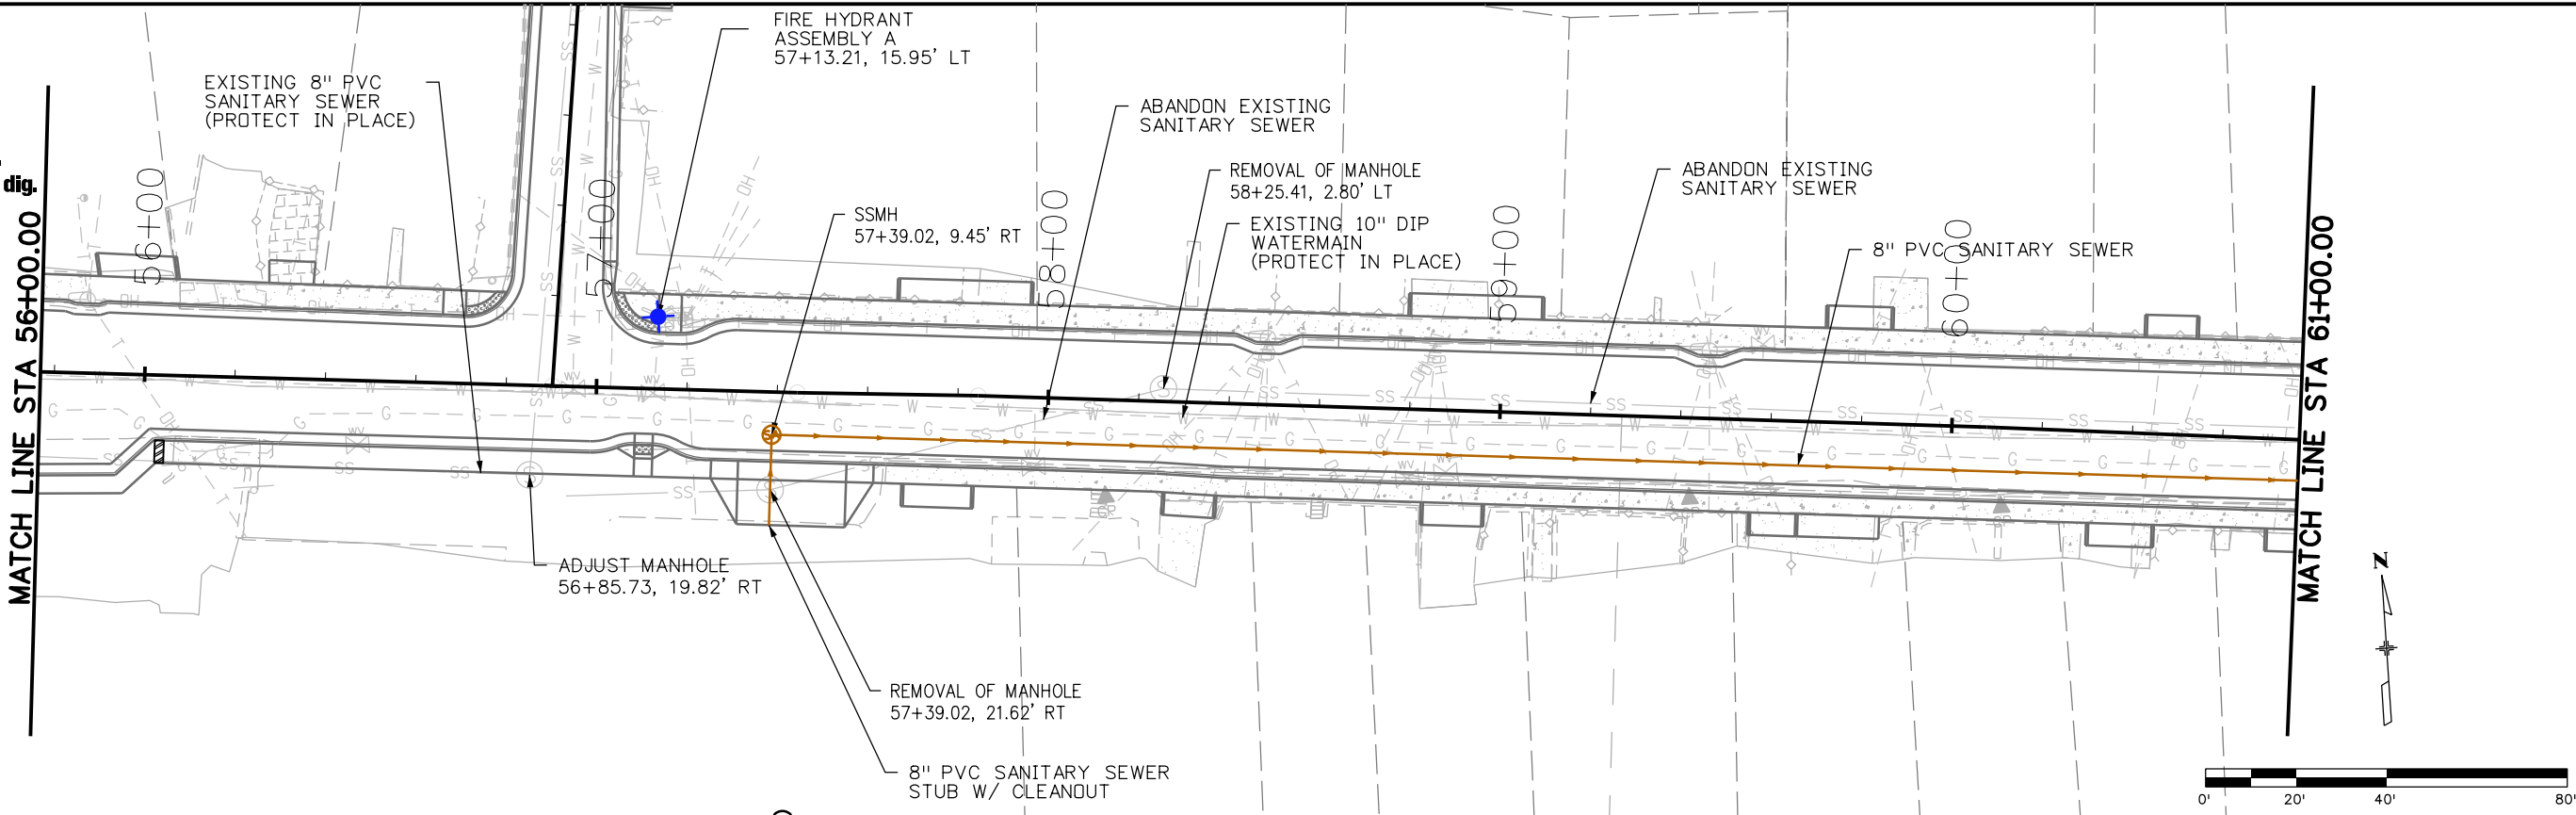 FIRE HYDRANT
ASSEMBLY A
57+13.21, 15.95' LT
EXISTING 8" PVC
SANITARY SEWER
(PROTECT IN PLACE)
ABANDON EXISTING
SANITARY SEWER
REMOVAL OF MANHOLE
58+25.41, 2.80' LT
ABANDON EXISTING
SANITARY SEWER
dig.
SSMH
57+39.02, 9.45' RT
EXISTING 10" DIP
WATERMAIN
(PROTECT IN PLACE)
8" PVC SANITARY SEWER
56+00
57+00
58+00
59+00
60+00
MATCH LINE STA 56+00.00
MATCH LINE STA 61+00.00
ADJUST MANHOLE
56+85.73, 19.82' RT
REMOVAL OF MANHOLE
57+39.02, 21.62' RT
8" PVC SANITARY SEWER
STUB W/ CLEANOUT
N
0' 20' 40' 80'